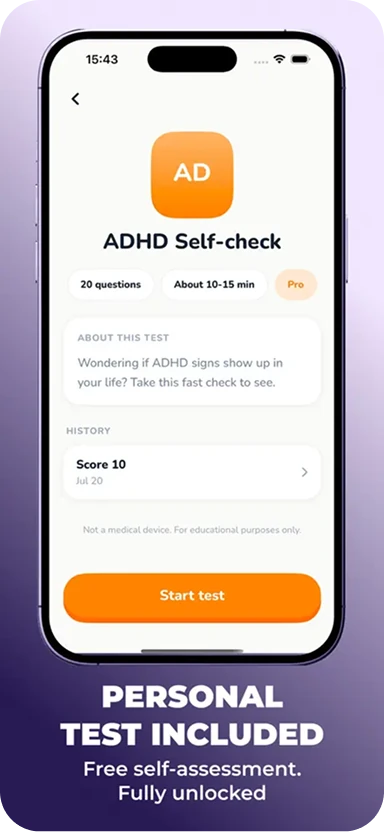 15:43
AD
ADHD Self-check
20 questions
About 10-15 min
Pro
ABOUT THIS TEST
Wondering if ADHD signs show up in
your life? Take this fast check to see.
HISTORY
Score 10
Jul 20
Not a medical device. For educational purposes only.
Start test
PERSONAL
TEST INCLUDED
Free self-assessment.
Fully unlocked